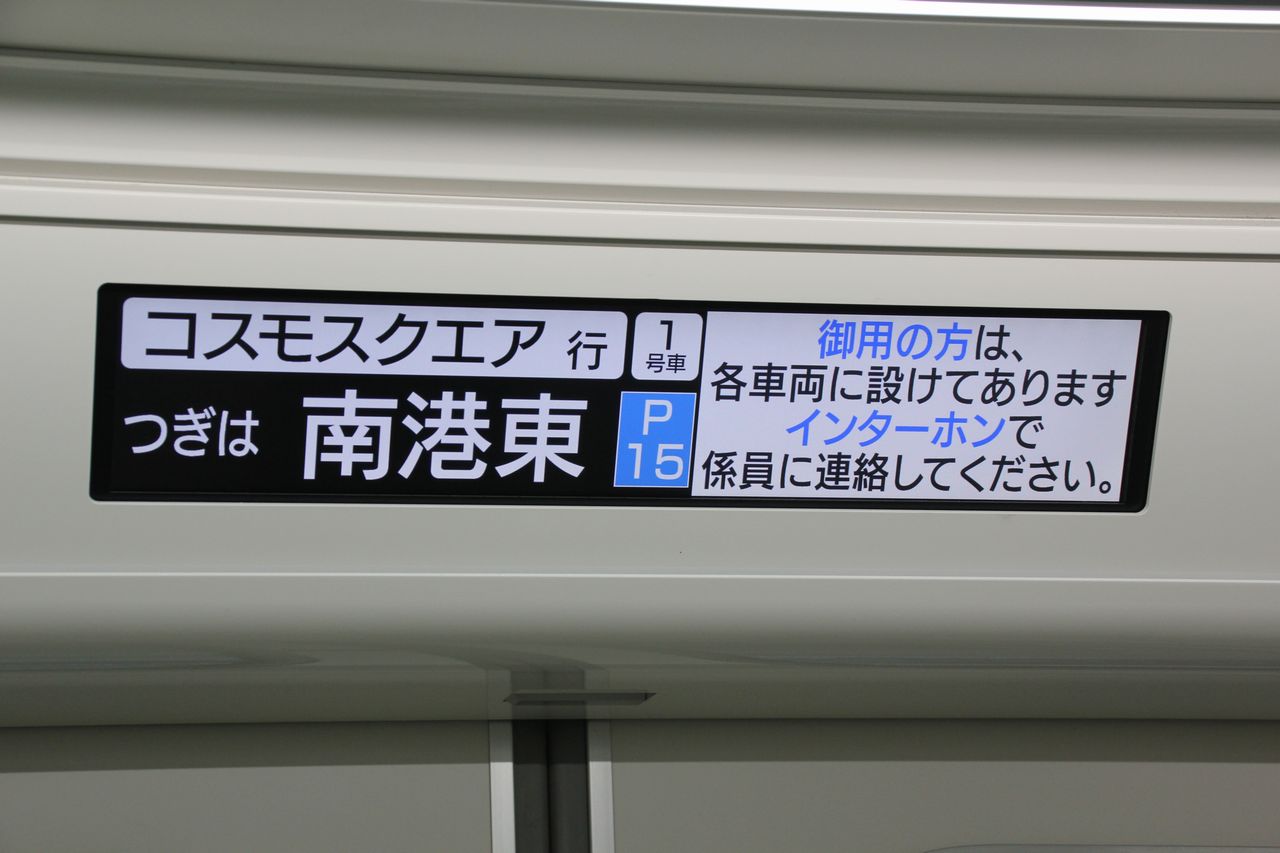 コスモスクエア 行
1
号車
つぎは 南港東
P
15
御用の方は、
各車両に設けてあります
インターホンで
係員に連絡してください。